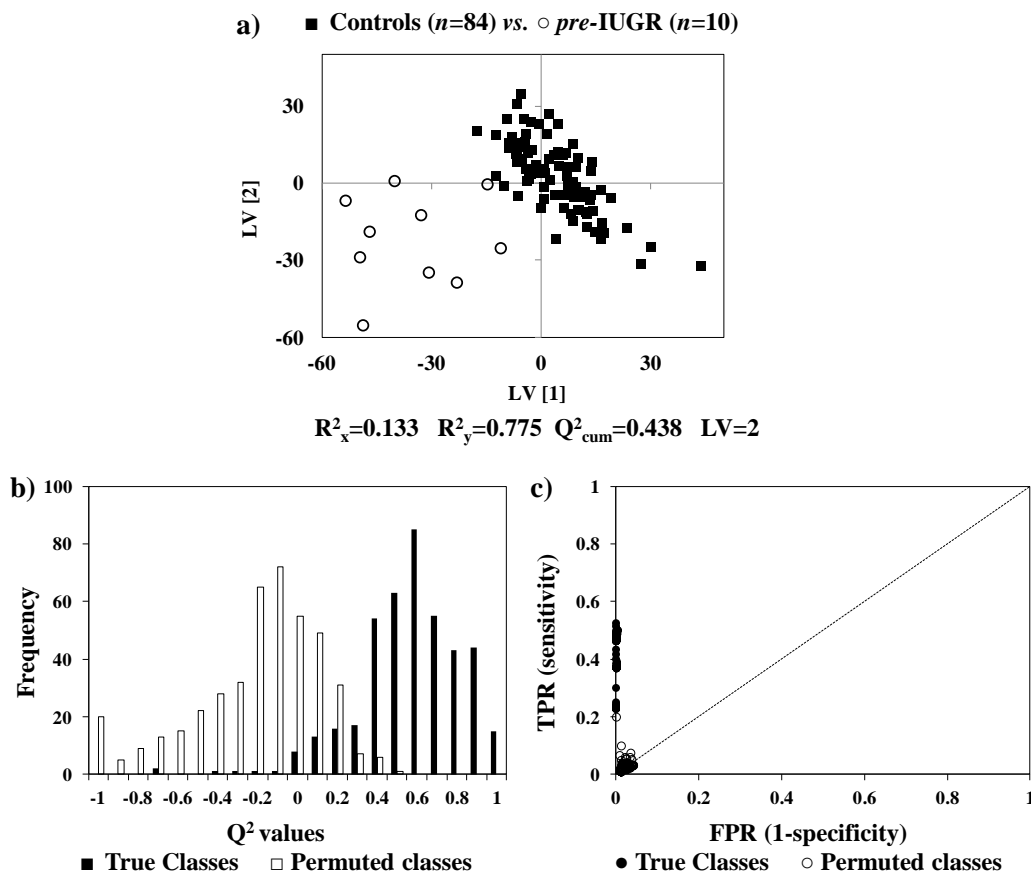 a)
■ Controls (n=84) vs. ○ pre-IUGR (n=10)
30
0
-30
-60
LV [2]
-60 -30 0 30
LV [1]
R²x=0.133 R²y=0.775 Q²cum=0.438 LV=2
b)
100
80
60
40
20
0
Frequency
-1 -0.8 -0.6 -0.4 -0.2 0 0.2 0.4 0.6 0.8 1
Q² values
■ True Classes □ Permuted classes
c)
1
0.8
0.6
0.4
0.2
0
TPR (sensitivity)
0 0.2 0.4 0.6 0.8 1
FPR (1-specificity)
● True Classes ○ Permuted classes